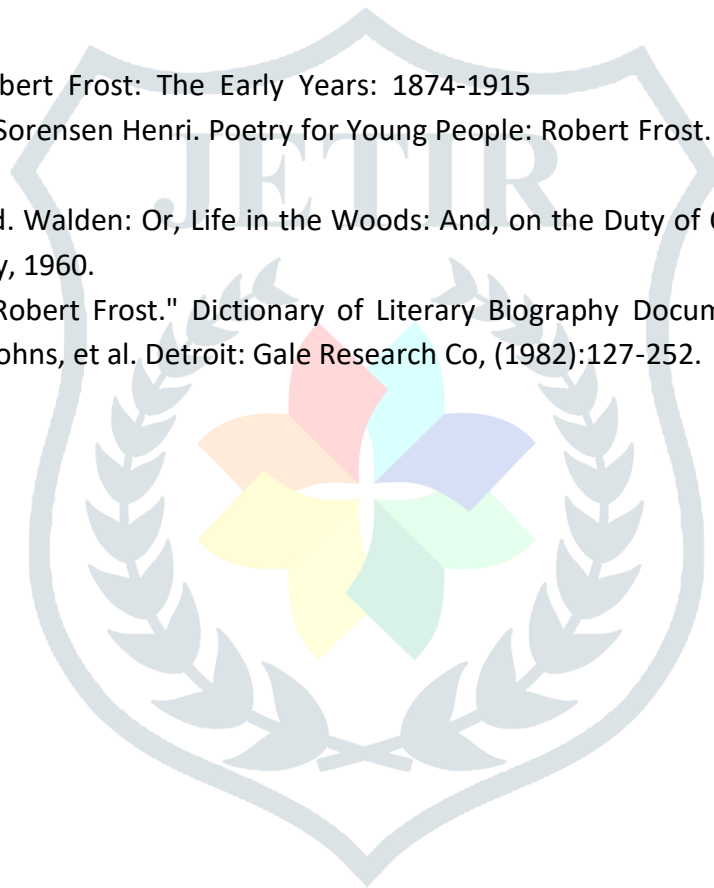 bert Frost: The Early Years: 1874-1915
Sorensen Henri. Poetry for Young People: Robert Frost.
d. Walden: Or, Life in the Woods: And, on the Duty of
y, 1960.
Robert Frost." Dictionary of Literary Biography Docum
ohns, et al. Detroit: Gale Research Co, (1982):127-252.
JETIR